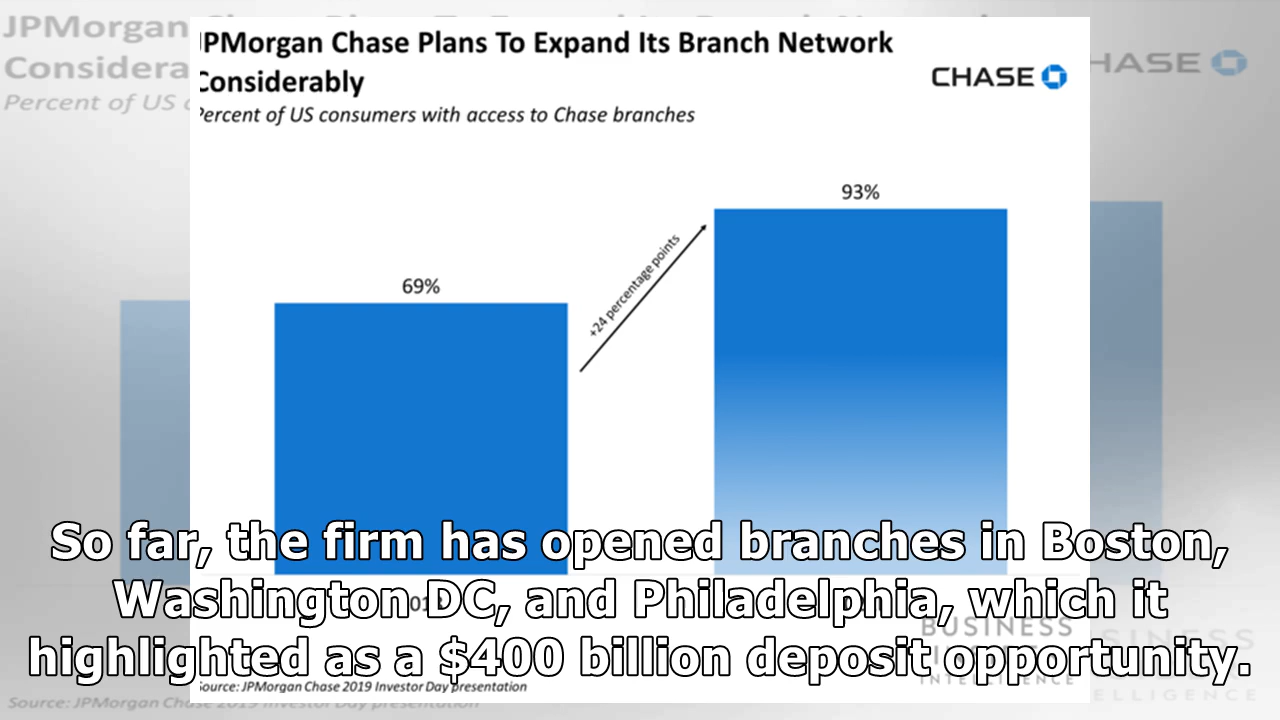 JPMorgan Chase Plans To Expand Its Branch Network
Considerably
CHASE
Percent of US consumers with access to Chase branches
93%
69%
+24 percentage points
So far, the firm has opened branches in Boston,
Washington DC, and Philadelphia, which it
highlighted as a $400 billion deposit opportunity.
BUSINESS
INTELLIGENCE
Source: JPMorgan Chase 2019 Investor Day presentation